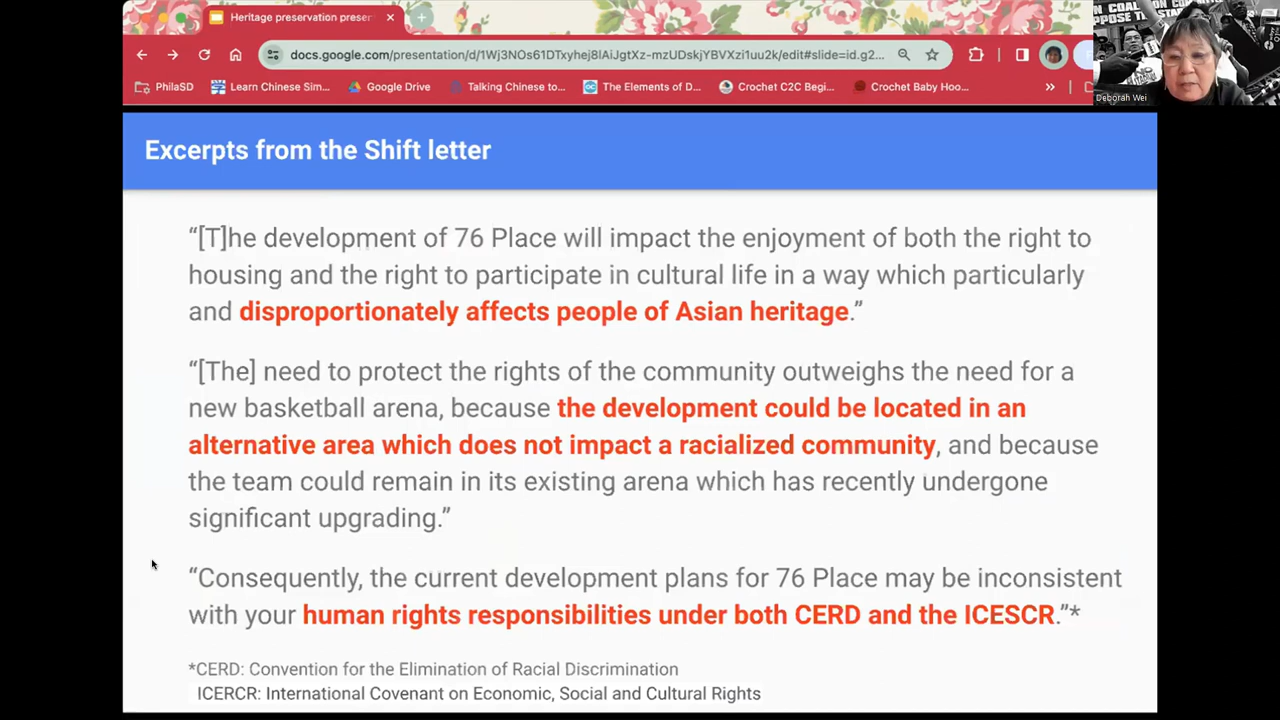 Heritage preservation preser
docs.google.com/presentation/d/1Wj3NOs61DTxyhej8IAiJgtXz-mzUDskjYBVXzi1uu2k/edit#slide=id.g2...
PhilaSD
Learn Chinese Sim...
Google Drive
Talking Chinese to...
The Elements of D...
Crochet C2C Begi...
Crochet Baby Hoo...
Deborah Wei
Excerpts from the Shift letter
“[T]he development of 76 Place will impact the enjoyment of both the right to
housing and the right to participate in cultural life in a way which particularly
and disproportionately affects people of Asian heritage.”
“[The] need to protect the rights of the community outweighs the need for a
new basketball arena, because the development could be located in an
alternative area which does not impact a racialized community, and because
the team could remain in its existing arena which has recently undergone
significant upgrading.”
“Consequently, the current development plans for 76 Place may be inconsistent
with your human rights responsibilities under both CERD and the ICESCR.”*
*CERD: Convention for the Elimination of Racial Discrimination
ICERCR: International Covenant on Economic, Social and Cultural Rights